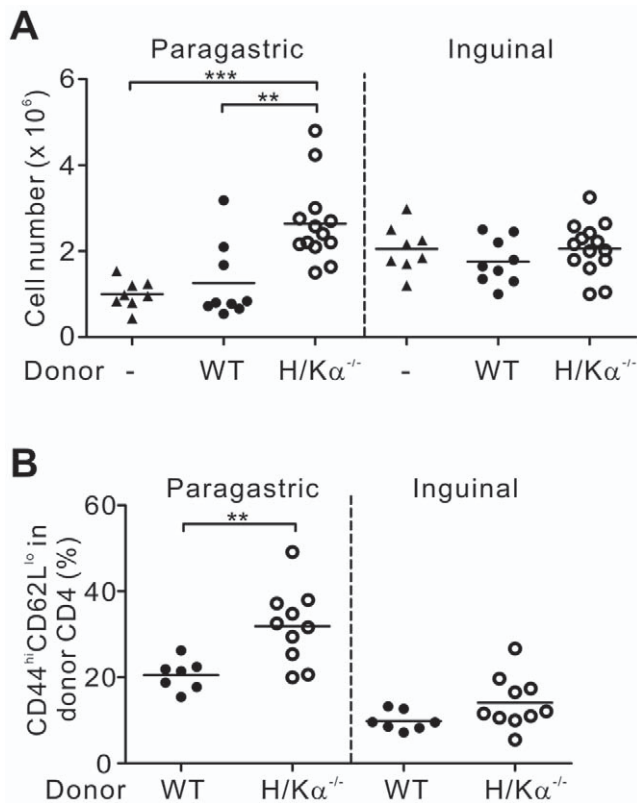 A
Paragastric Inguinal
***
**
Cell number (x 10⁶)
6
4
2
0
Donor - WT H/Kα⁻/⁻ - WT H/Kα⁻/⁻
B
Paragastric Inguinal
**
CD44ʰⁱCD62Lˡᵒ in
donor CD4 (%)
60
40
20
0
Donor WT H/Kα⁻/⁻ WT H/Kα⁻/⁻